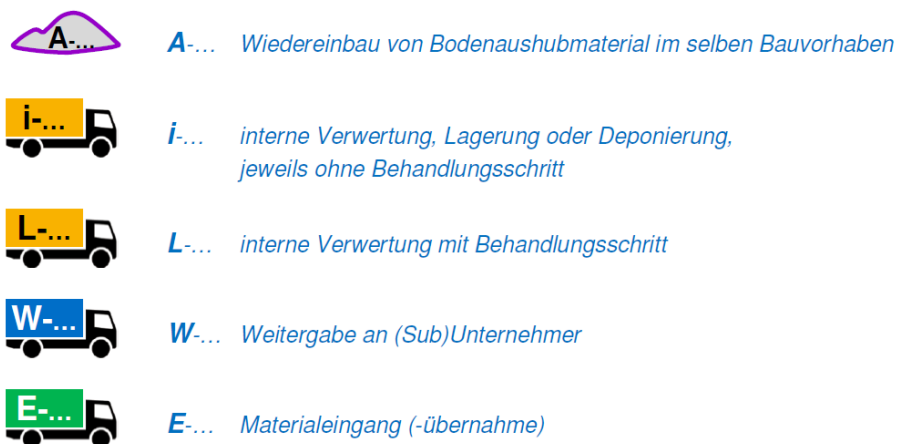 A-... A-... Wiedereinbau von Bodenaushubmaterial im selben Bauvorhaben
i-... i-... interne Verwertung, Lagerung oder Deponierung,
jeweils ohne Behandlungsschritt
L-... L-... interne Verwertung mit Behandlungsschritt
W-... W-... Weitergabe an (Sub)Unternehmer
E-... E-... Materialeingang (-übernahme)